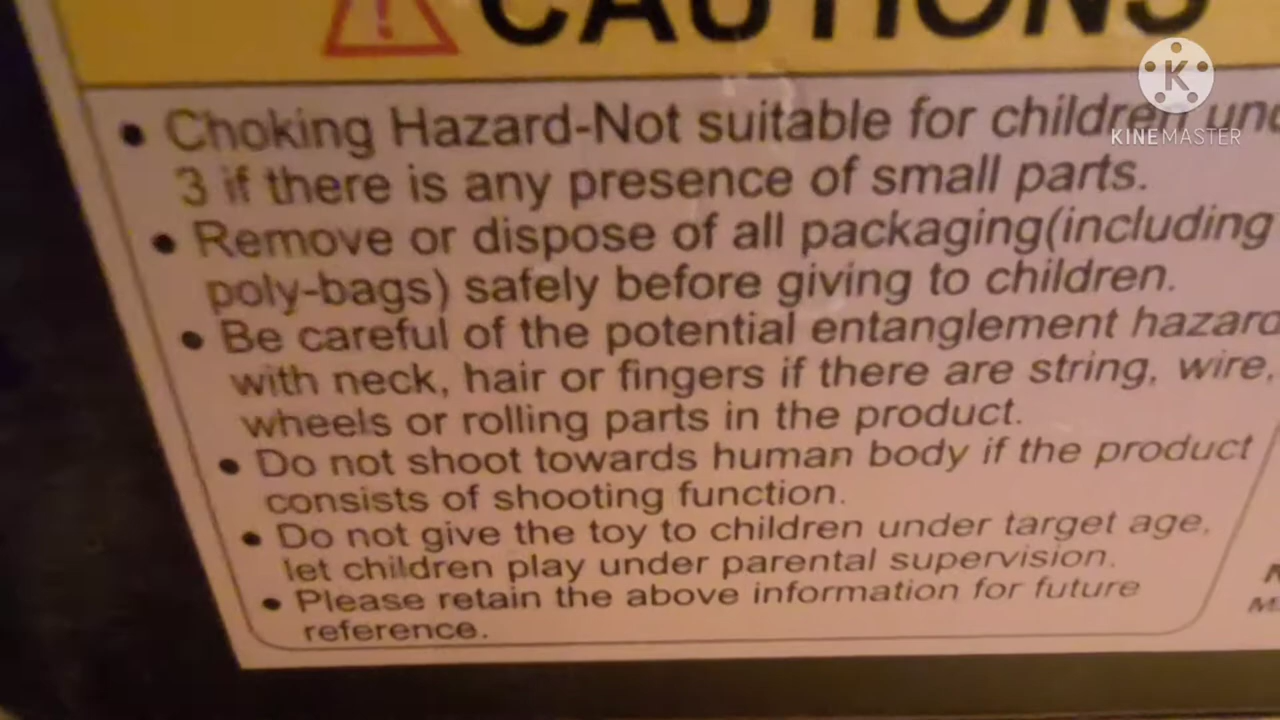 CAUTIONS
• Choking Hazard-Not suitable for children
3 if there is any presence of small parts.
• Remove or dispose of all packaging(including
poly-bags) safely before giving to children.
• Be careful of the potential entanglement hazard
with neck, hair or fingers if there are string, wire,
wheels or rolling parts in the product.
• Do not shoot towards human body if the product
consists of shooting function.
• Do not give the toy to children under target age,
let children play under parental supervision.
• Please retain the above information for future
reference.
K
KINEMASTER